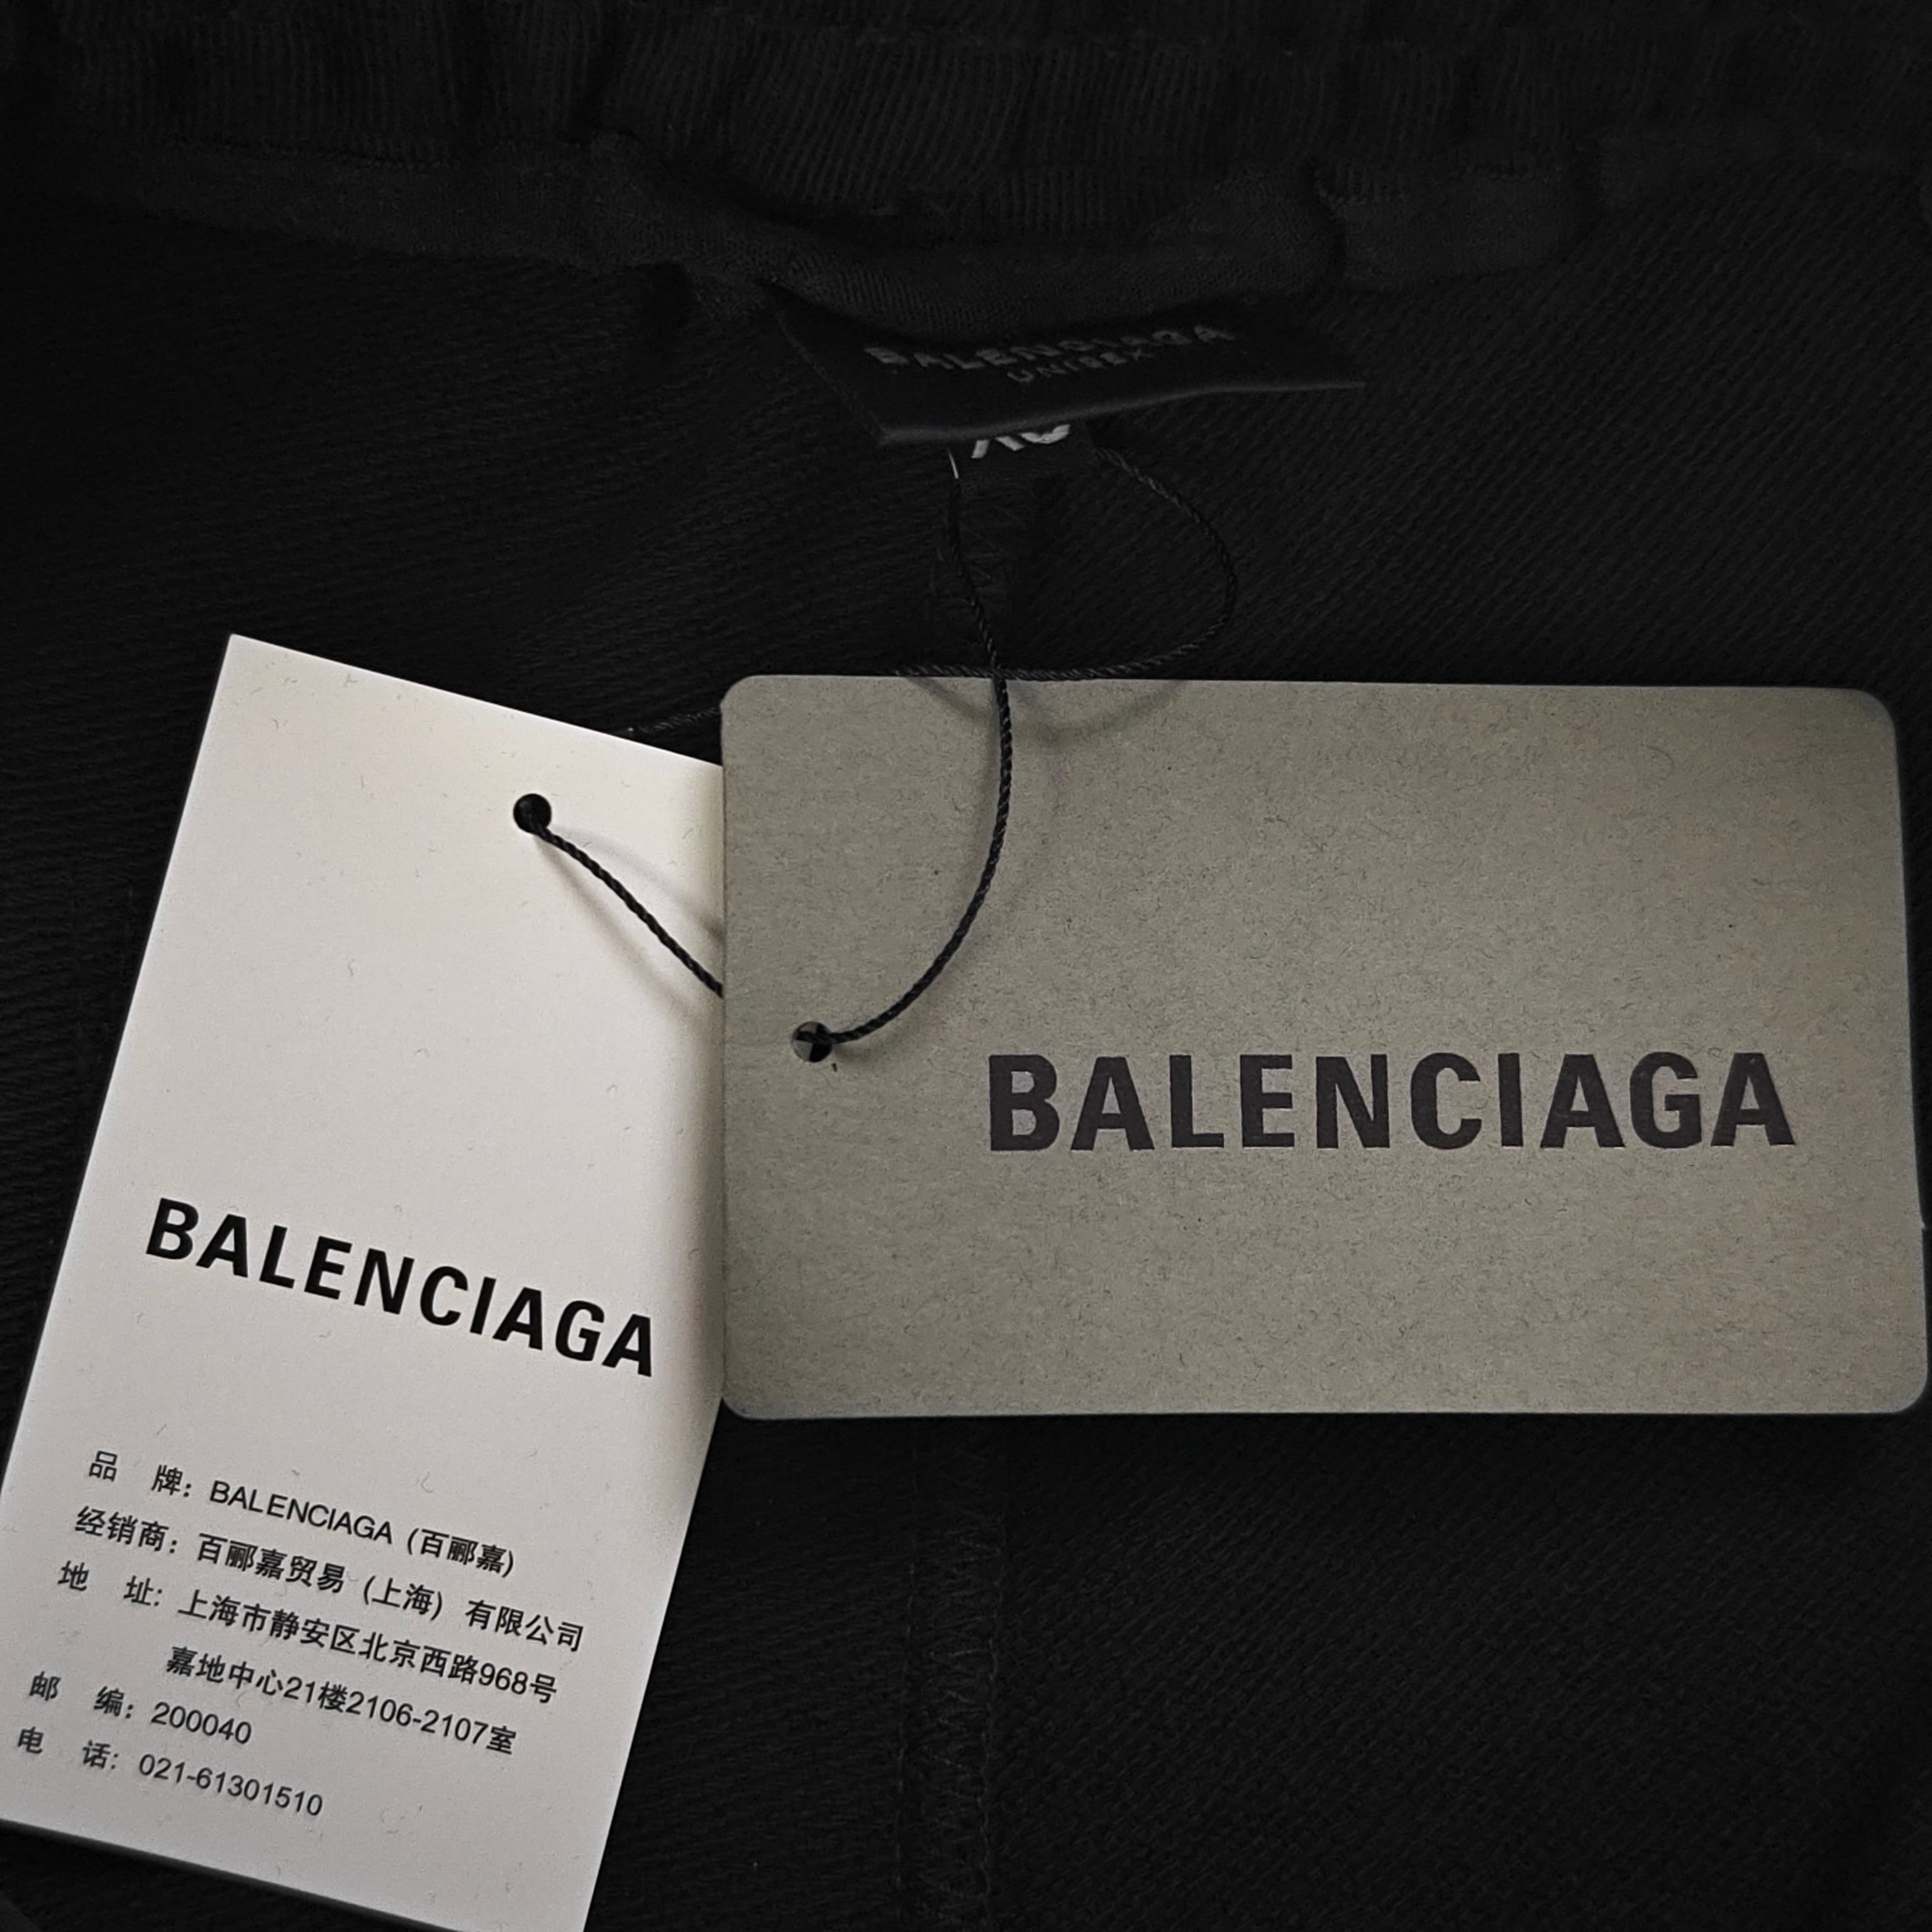 BALENCIAGA
UNISEX
BALENCIAGA
BALENCIAGA
品 牌：BALENCIAGA (百郦嘉)
经销商：百郦嘉贸易（上海）有限公司
地 址：上海市静安区北京西路968号
嘉地中心21楼2106-2107室
邮 编：200040
电 话：021-61301510